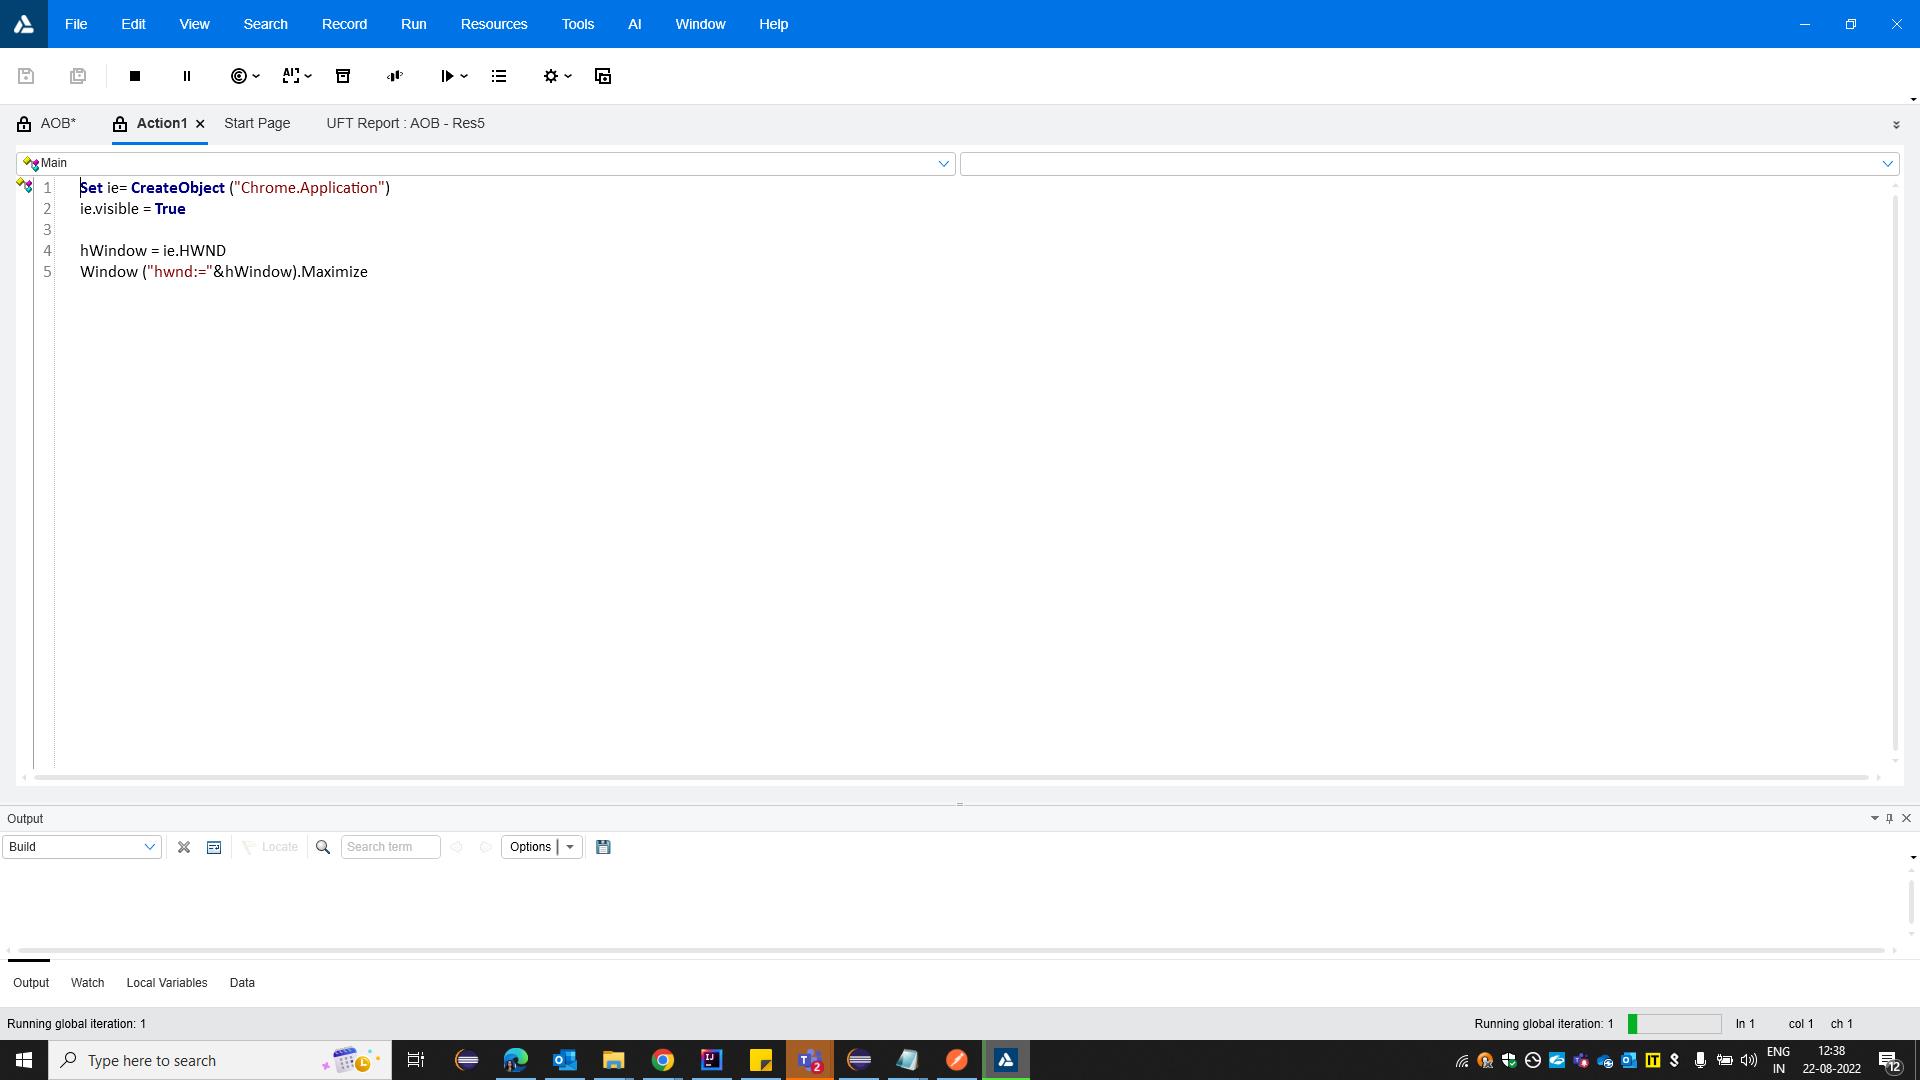 File Edit View Search Record Run Resources Tools AI Window Help
AOB* Action1 Start Page UFT Report : AOB - Res5
Main
1 Set ie= CreateObject ("Chrome.Application")
2 ie.visible = True
3
4 hWindow = ie.HWND
5 Window ("hwnd:="&hWindow).Maximize
Output
Build Locate Search term Options
Output Watch Local Variables Data
Running global iteration: 1 Running global iteration: 1 ln 1 col 1 ch 1
Type here to search 2 ENG 12:38
IN 22-08-2022 12